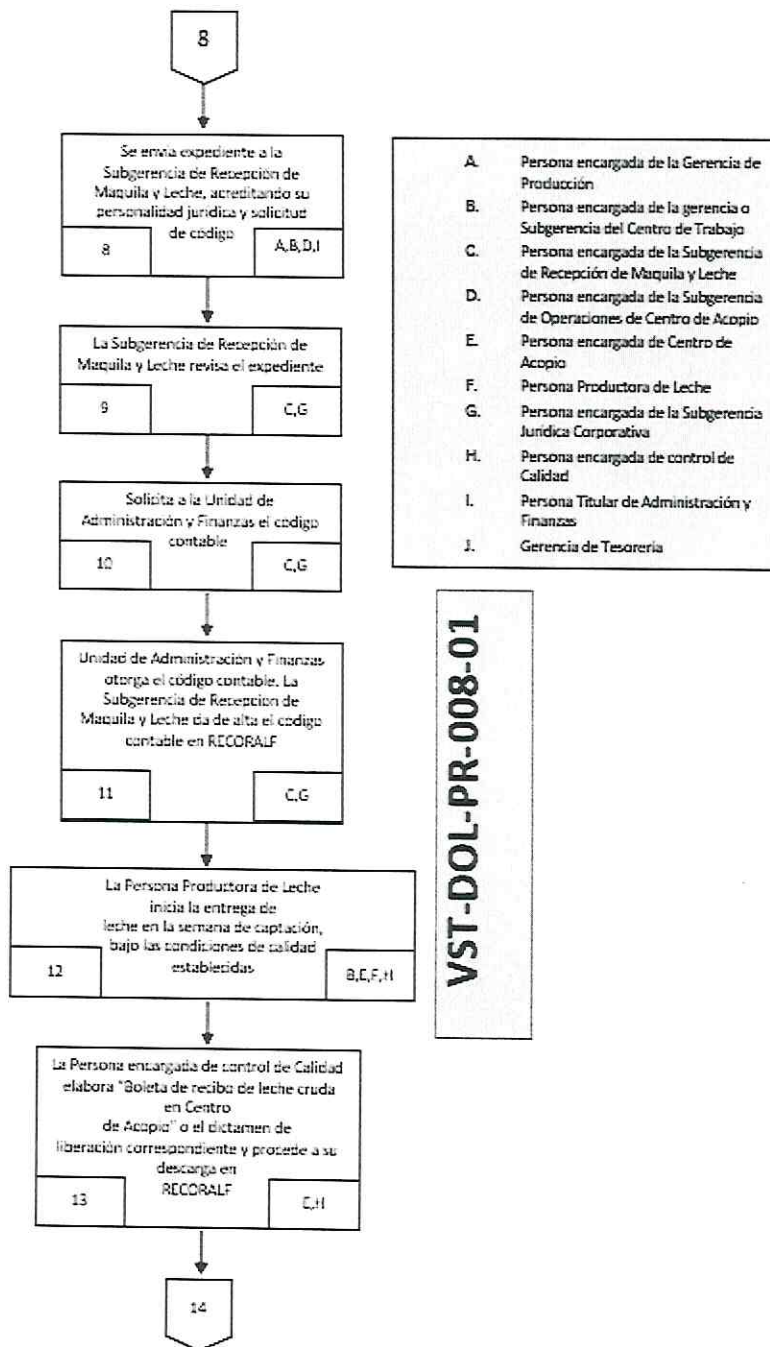 8
Se envía expediente a la
Subgerencia de Recepción de
Maquila y Leche, acreditando su
personalidad jurídica y solicitud
de código
8
A,B,D,I
La Subgerencia de Recepción de
Maquila y Leche revisa el expediente
9
C,G
Solicita a la Unidad de
Administración y Finanzas el código
contable
10
C,G
Unidad de Administración y Finanzas
otorga el código contable. La
Subgerencia de Recepción de
Maquila y Leche da de alta el código
contable en RECORALF
11
C,G
La Persona Productora de Leche
inicia la entrega de
leche en la semana de captación,
bajo las condiciones de calidad
establecidas
12
B,E,F,H
La Persona encargada de control de Calidad
elabora "Boleta de recibo de leche cruda
en Centro
de Acopio" o el dictamen de
liberación correspondiente y procede a su
descarga en
RECORALF
13
E,H
14
A. Persona encargada de la Gerencia de
Producción
B. Persona encargada de la gerencia o
Subgerencia del Centro de Trabajo
C. Persona encargada de la Subgerencia
de Recepción de Maquila y Leche
D. Persona encargada de la Subgerencia
de Operaciones de Centro de Acopio
E. Persona encargada de Centro de
Acopio
F. Persona Productora de Leche
G. Persona encargada de la Subgerencia
Jurídica Corporativa
H. Persona encargada de control de
Calidad
I. Persona Titular de Administración y
Finanzas
J. Gerencia de Tesorería
VST-DOL-PR-008-01